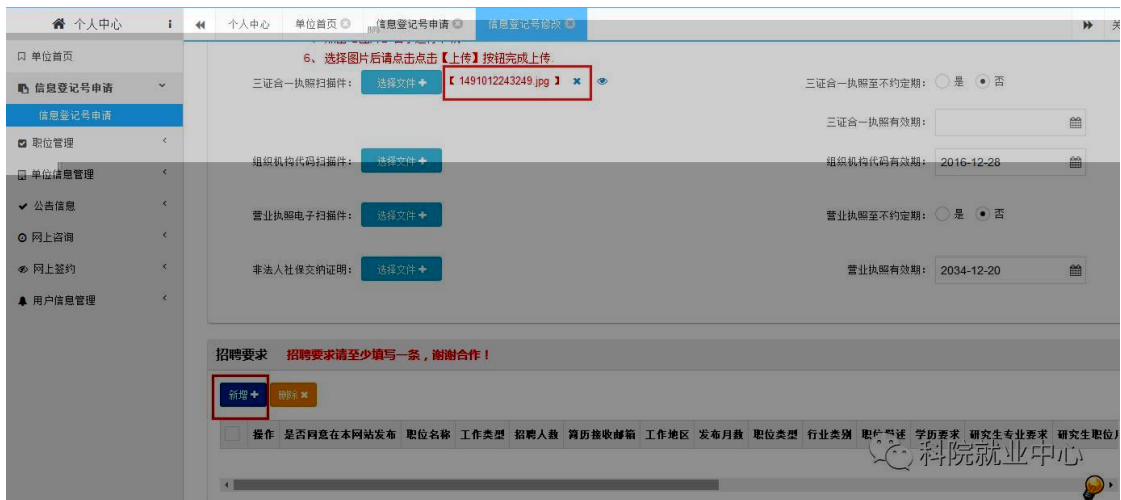 个人中心
个人中心 单位首页 信息登记号申请 信息登记号修改
单位首页
信息登记号申请
信息登记号申请
职位管理
单位信息管理
公告信息
网上咨询
网上签约
用户信息管理
6、 选择图片后请点击点击【上传】按钮完成上传
三证合一执照扫描件： 选择文件 【 1491012243249.jpg 】 三证合一执照至不约定期： 是 否
三证合一执照有效期：
组织机构代码扫描件： 选择文件 组织机构代码有效期： 2016-12-28
营业执照电子扫描件： 选择文件 营业执照至不约定期： 是 否
非法人社保交纳证明： 选择文件 营业执照有效期： 2034-12-20
招聘要求 招聘要求请至少填写一条，谢谢合作！
新增 删除
操作 是否同意在本网站发布 职位名称 工作类型 招聘人数 简历接收邮箱 工作地区 发布月数 职位类型 行业类别 职位描述 学历要求 研究生专业要求 研究生职位
科院就业中心